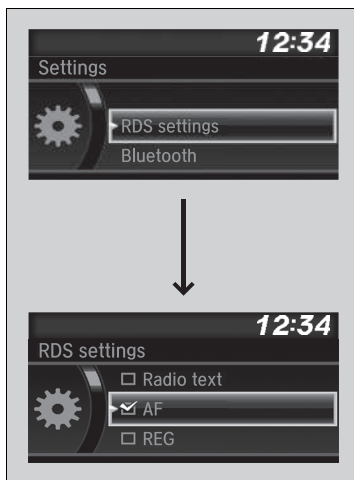 12:34
Settings
RDS settings
Bluetooth
12:34
RDS settings
Radio text
AF
REG